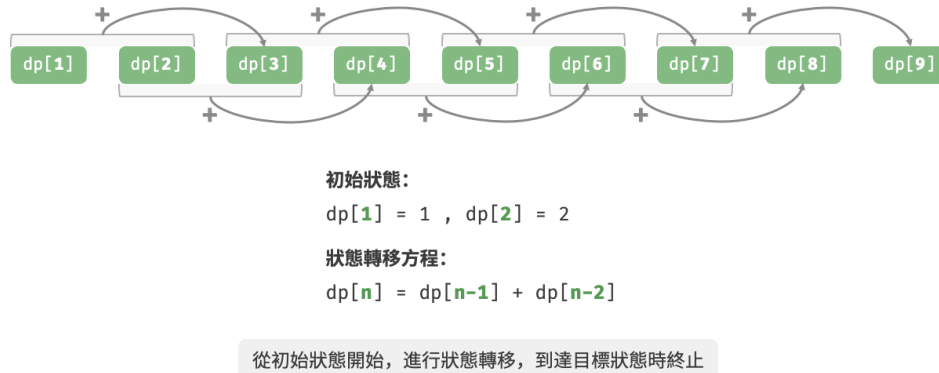 + + + +
dp[1] dp[2] dp[3] dp[4] dp[5] dp[6] dp[7] dp[8] dp[9]
+ + +
初始狀態：
dp[1] = 1 , dp[2] = 2
狀態轉移方程：
dp[n] = dp[n-1] + dp[n-2]
從初始狀態開始，進行狀態轉移，到達目標狀態時終止